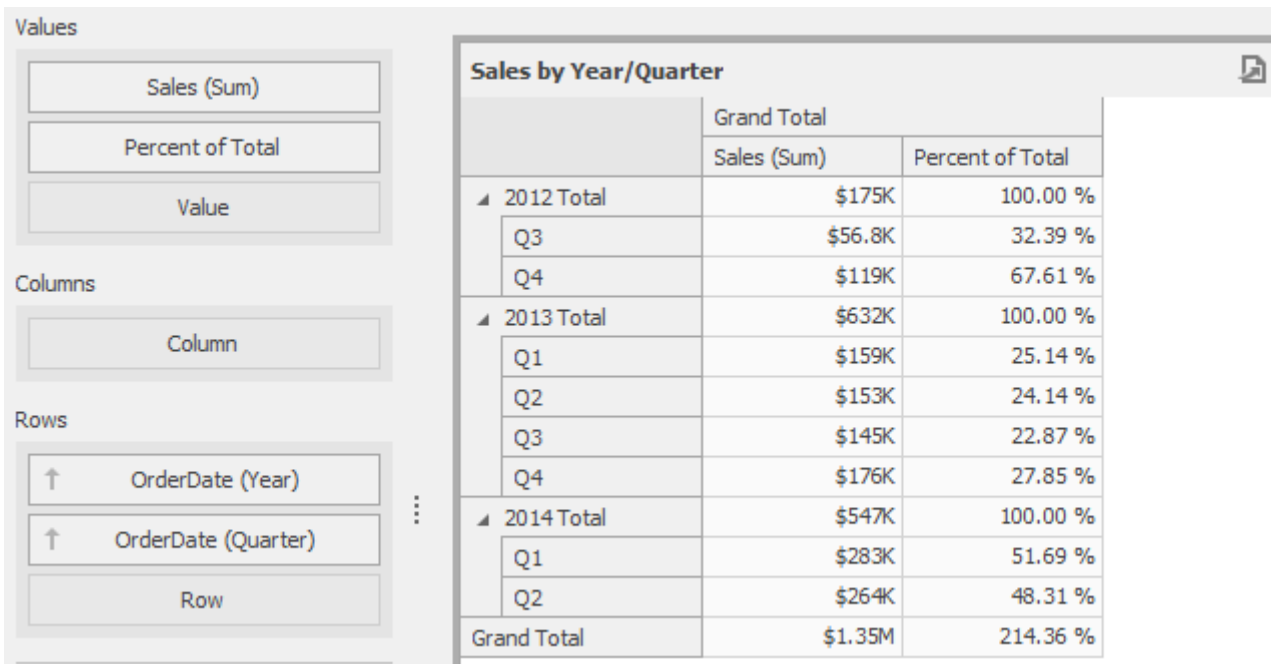 Values
Sales (Sum)
Percent of Total
Value
Columns
Column
Rows
OrderDate (Year)
OrderDate (Quarter)
Row
Sales by Year/Quarter
Grand Total
Sales (Sum) Percent of Total
2012 Total $175K 100.00 %
Q3 $56.8K 32.39 %
Q4 $119K 67.61 %
2013 Total $632K 100.00 %
Q1 $159K 25.14 %
Q2 $153K 24.14 %
Q3 $145K 22.87 %
Q4 $176K 27.85 %
2014 Total $547K 100.00 %
Q1 $283K 51.69 %
Q2 $264K 48.31 %
Grand Total $1.35M 214.36 %